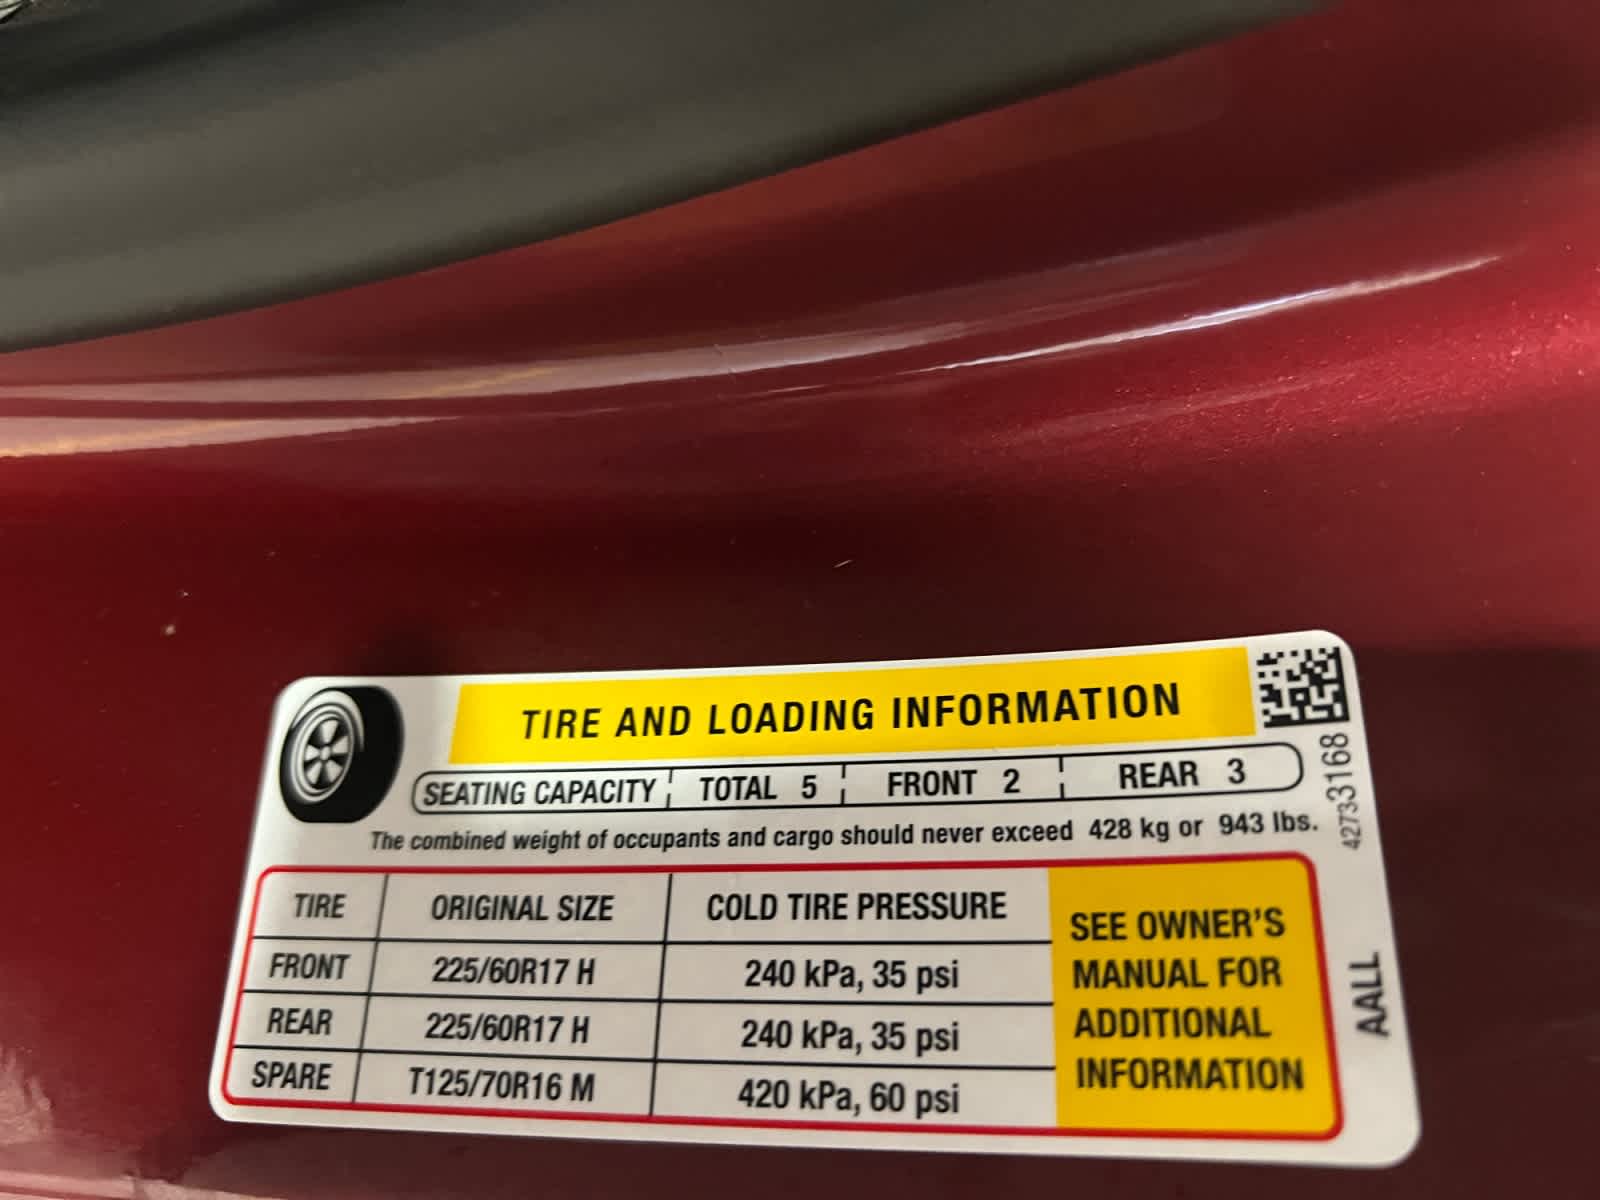 TIRE AND LOADING INFORMATION
SEATING CAPACITY TOTAL 5 FRONT 2 REAR 3
The combined weight of occupants and cargo should never exceed 428 kg or 943 lbs.
TIRE ORIGINAL SIZE COLD TIRE PRESSURE
FRONT 225/60R17 H 240 kPa, 35 psi
REAR 225/60R17 H 240 kPa, 35 psi
SPARE T125/70R16 M 420 kPa, 60 psi
SEE OWNER'S
MANUAL FOR
ADDITIONAL
INFORMATION
42733168
AALL